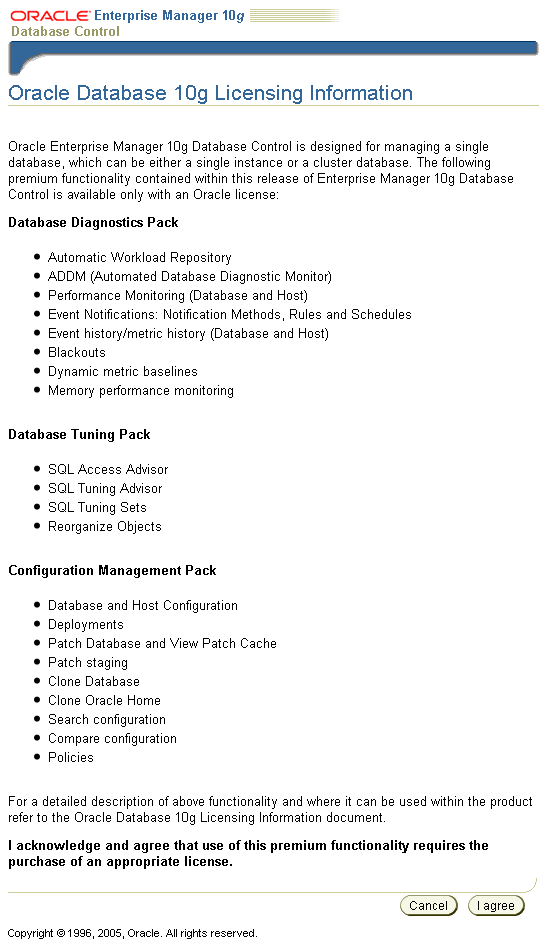 ORACLE Enterprise Manager 10g
Database Control
Oracle Database 10g Licensing Information
Oracle Enterprise Manager 10g Database Control is designed for managing a single
database, which can be either a single instance or a cluster database. The following
premium functionality contained within this release of Enterprise Manager 10g Database
Control is available only with an Oracle license:
Database Diagnostics Pack
Automatic Workload Repository
ADDM (Automated Database Diagnostic Monitor)
Performance Monitoring (Database and Host)
Event Notifications: Notification Methods, Rules and Schedules
Event history/metric history (Database and Host)
Blackouts
Dynamic metric baselines
Memory performance monitoring
Database Tuning Pack
SQL Access Advisor
SQL Tuning Advisor
SQL Tuning Sets
Reorganize Objects
Configuration Management Pack
Database and Host Configuration
Deployments
Patch Database and View Patch Cache
Patch staging
Clone Database
Clone Oracle Home
Search configuration
Compare configuration
Policies
For a detailed description of above functionality and where it can be used within the product
refer to the Oracle Database 10g Licensing Information document.
I acknowledge and agree that use of this premium functionality requires the
purchase of an appropriate license.
Cancel I agree
Copyright © 1996, 2005, Oracle. All rights reserved.